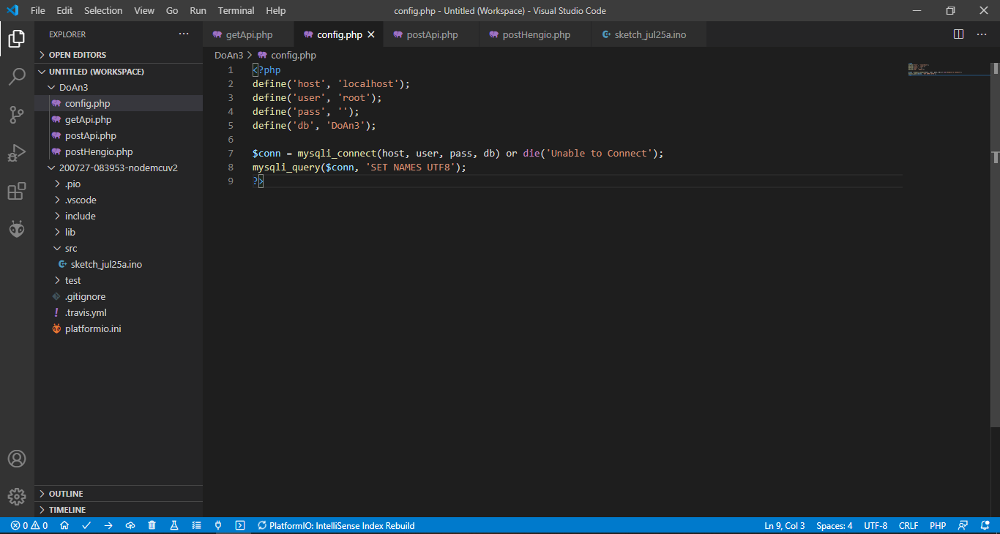 File Edit Selection View Go Run Terminal Help config.php - Untitled (Workspace) - Visual Studio Code
EXPLORER ...
getApi.php config.php postApi.php postHengio.php sketch_jul25a.ino
OPEN EDITORS
UNTITLED (WORKSPACE)
DoAn3
config.php
getApi.php
postApi.php
postHengio.php
200727-083953-nodemcuv2
.pio
.vscode
include
lib
src
sketch_jul25a.ino
test
.gitignore
.travis.yml
platformio.ini
OUTLINE
TIMELINE
DoAn3 > config.php
1 <?php
2 define('host', 'localhost');
3 define('user', 'root');
4 define('pass', '');
5 define('db', 'DoAn3');
6
7 $conn = mysqli_connect(host, user, pass, db) or die('Unable to Connect');
8 mysqli_query($conn, 'SET NAMES UTF8');
9 ?>
0 0 PlatformIO: IntelliSense Index Rebuild Ln 9, Col 3 Spaces: 4 UTF-8 CRLF PHP